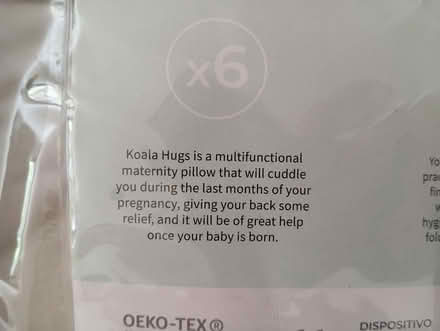 x6
Koala Hugs is a multifunctional
maternity pillow that will cuddle
you during the last months of your
pregnancy, giving your back some
relief, and it will be of great help
once your baby is born.
OEKO-TEX®
DISPOSITIVO